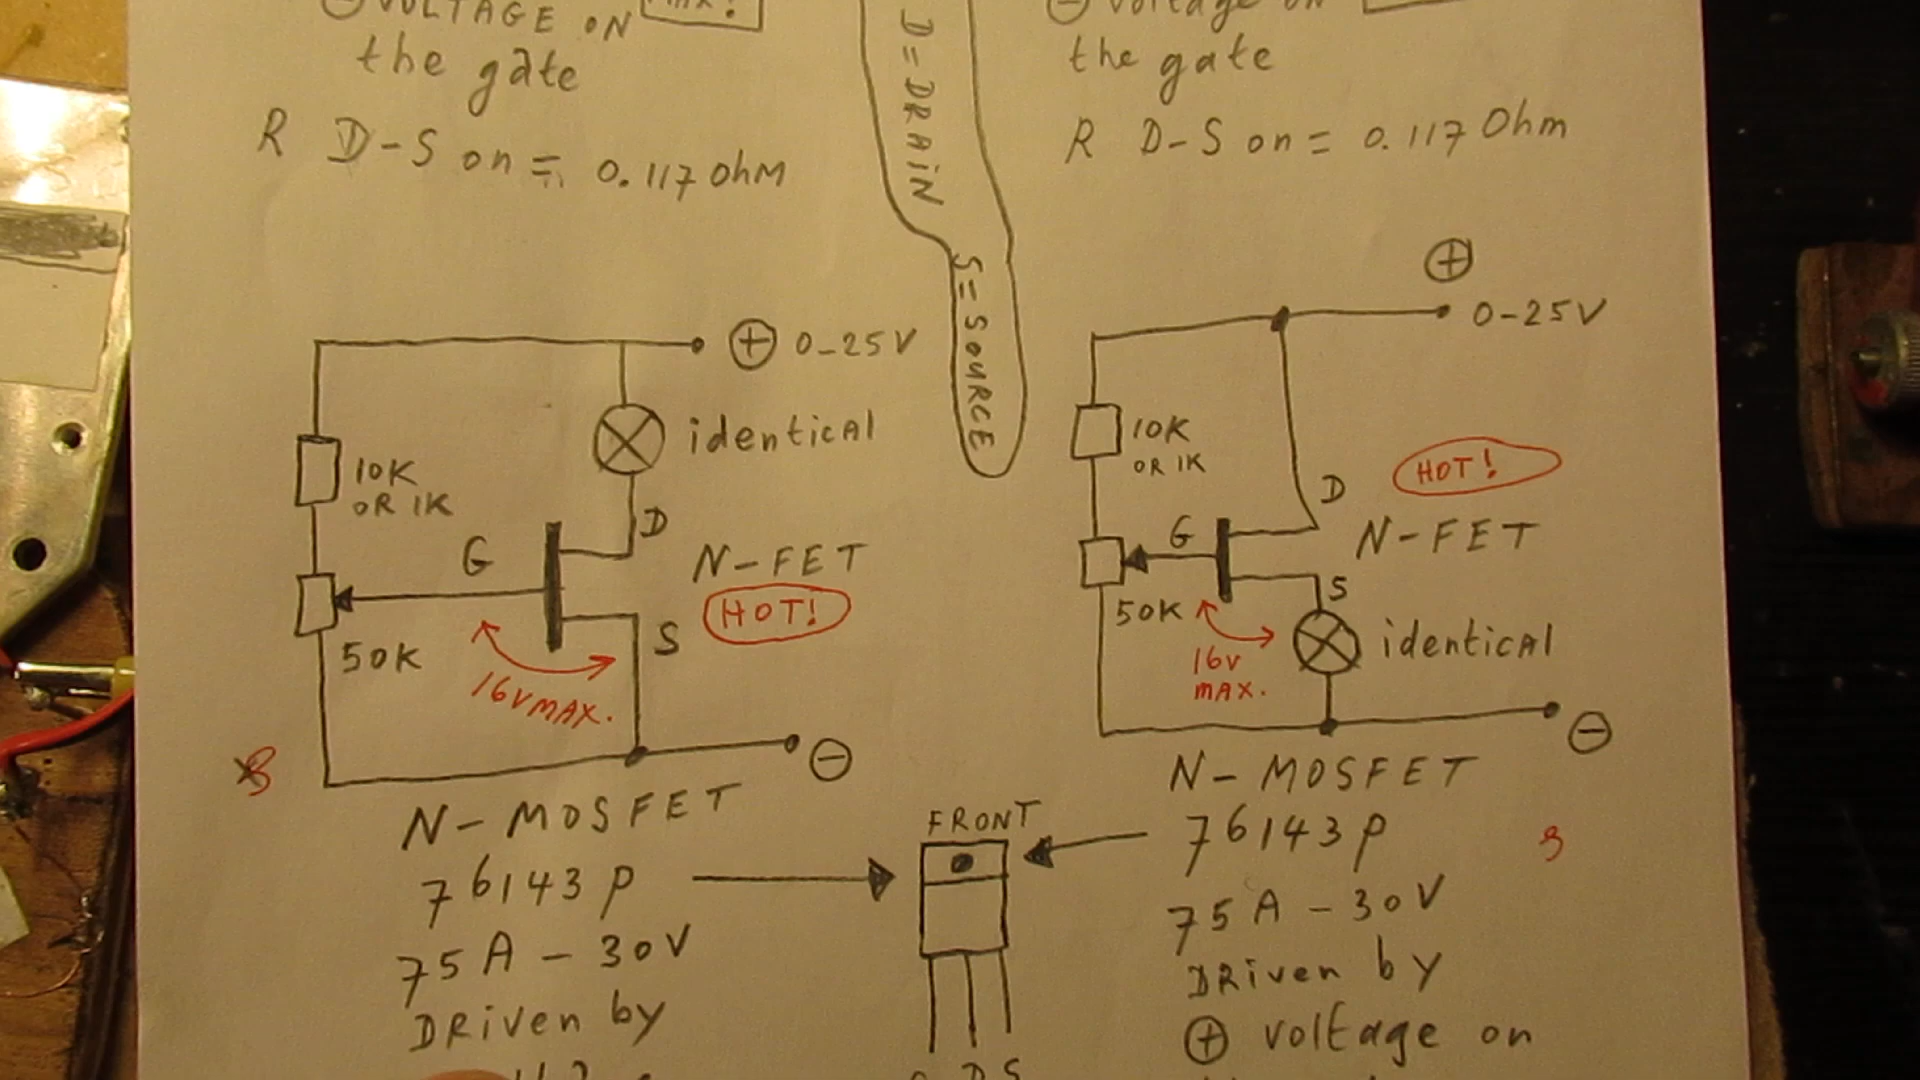 ⊖ VOLTAGE ON
MAX!
the gate
R D-S on = 0.117 OhM
D=DRAIN S=SOURCE
⊖ Voltage on
the gate
R D-S on = 0.117 Ohm
⊕ 0-25V
identical
10K
OR 1K
G
D
N-FET
HOT!
S
50K
16V MAX.
⊖
N-MOSFET
76143P
75A - 30V
DRiven by
⊕
0-25V
10K
OR 1K
HOT!
D
G
N-FET
S
50K
identical
16V
MAX.
⊖
N-MOSFET
76143P
75A - 30V
DRiven by
⊕ voltage on
FRONT
G D S